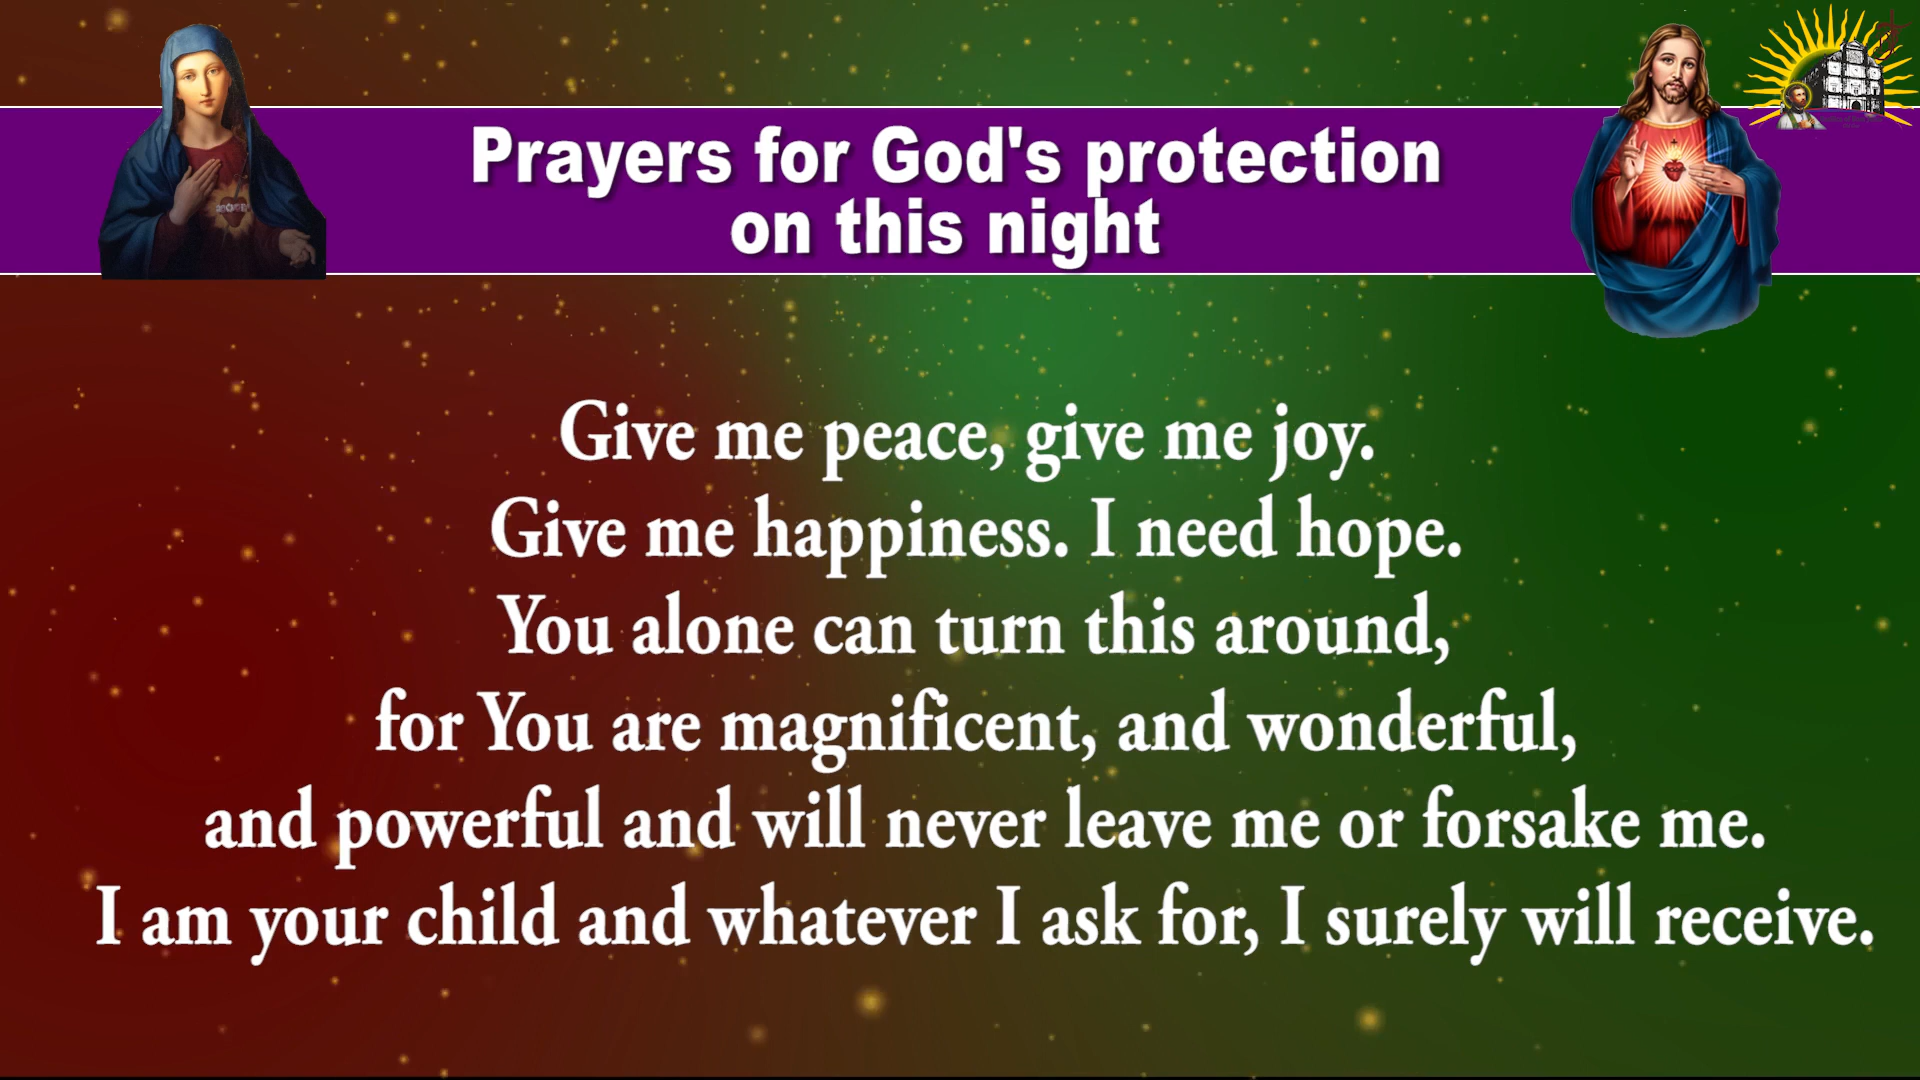 Prayers for God's protection
on this night
Give me peace, give me joy.
Give me happiness. I need hope.
You alone can turn this around,
for You are magnificent, and wonderful,
and powerful and will never leave me or forsake me.
I am your child and whatever I ask for, I surely will receive.